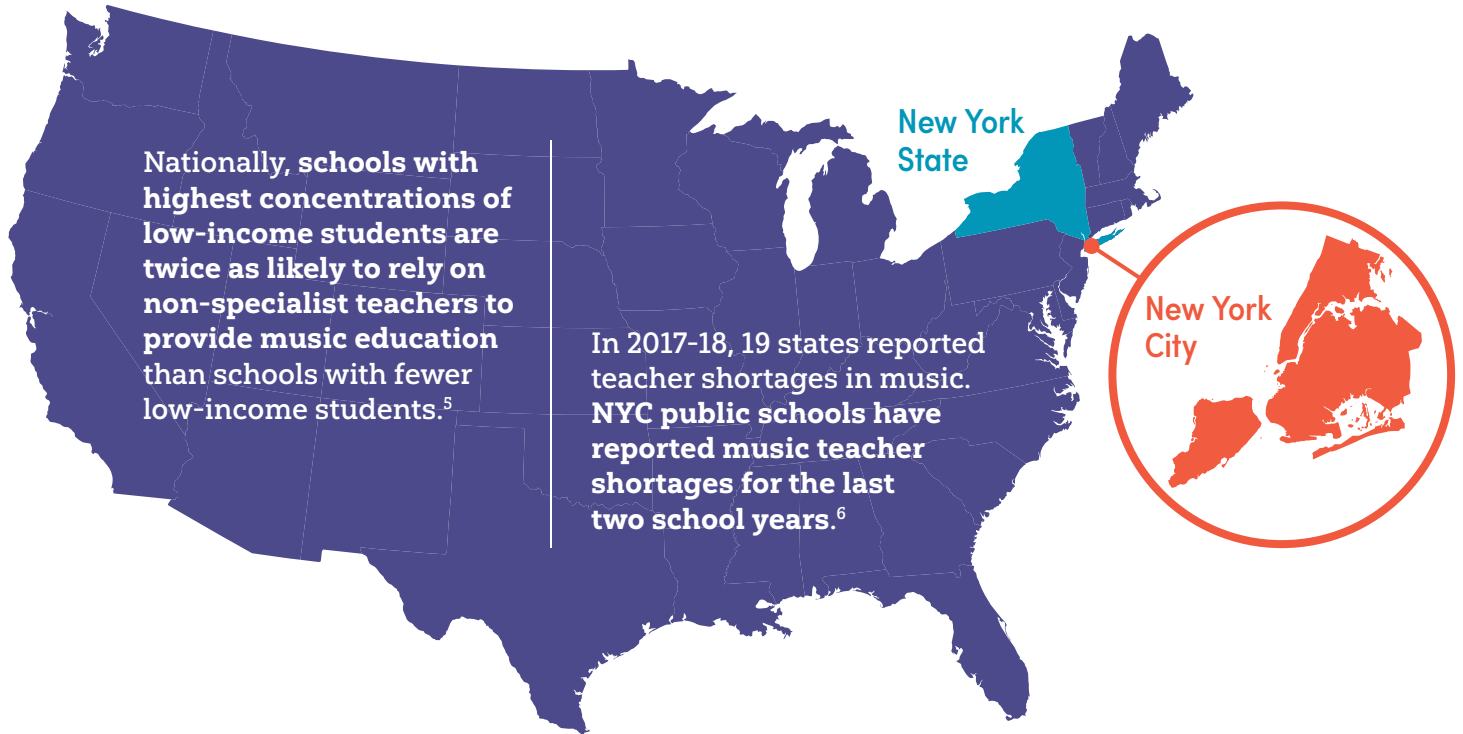 Nationally, schools with
highest concentrations of
low-income students are
twice as likely to rely on
non-specialist teachers to
provide music education
than schools with fewer
low-income students.5
In 2017-18, 19 states reported
teacher shortages in music.
NYC public schools have
reported music teacher
shortages for the last
two school years.6
New York
State
New York
City